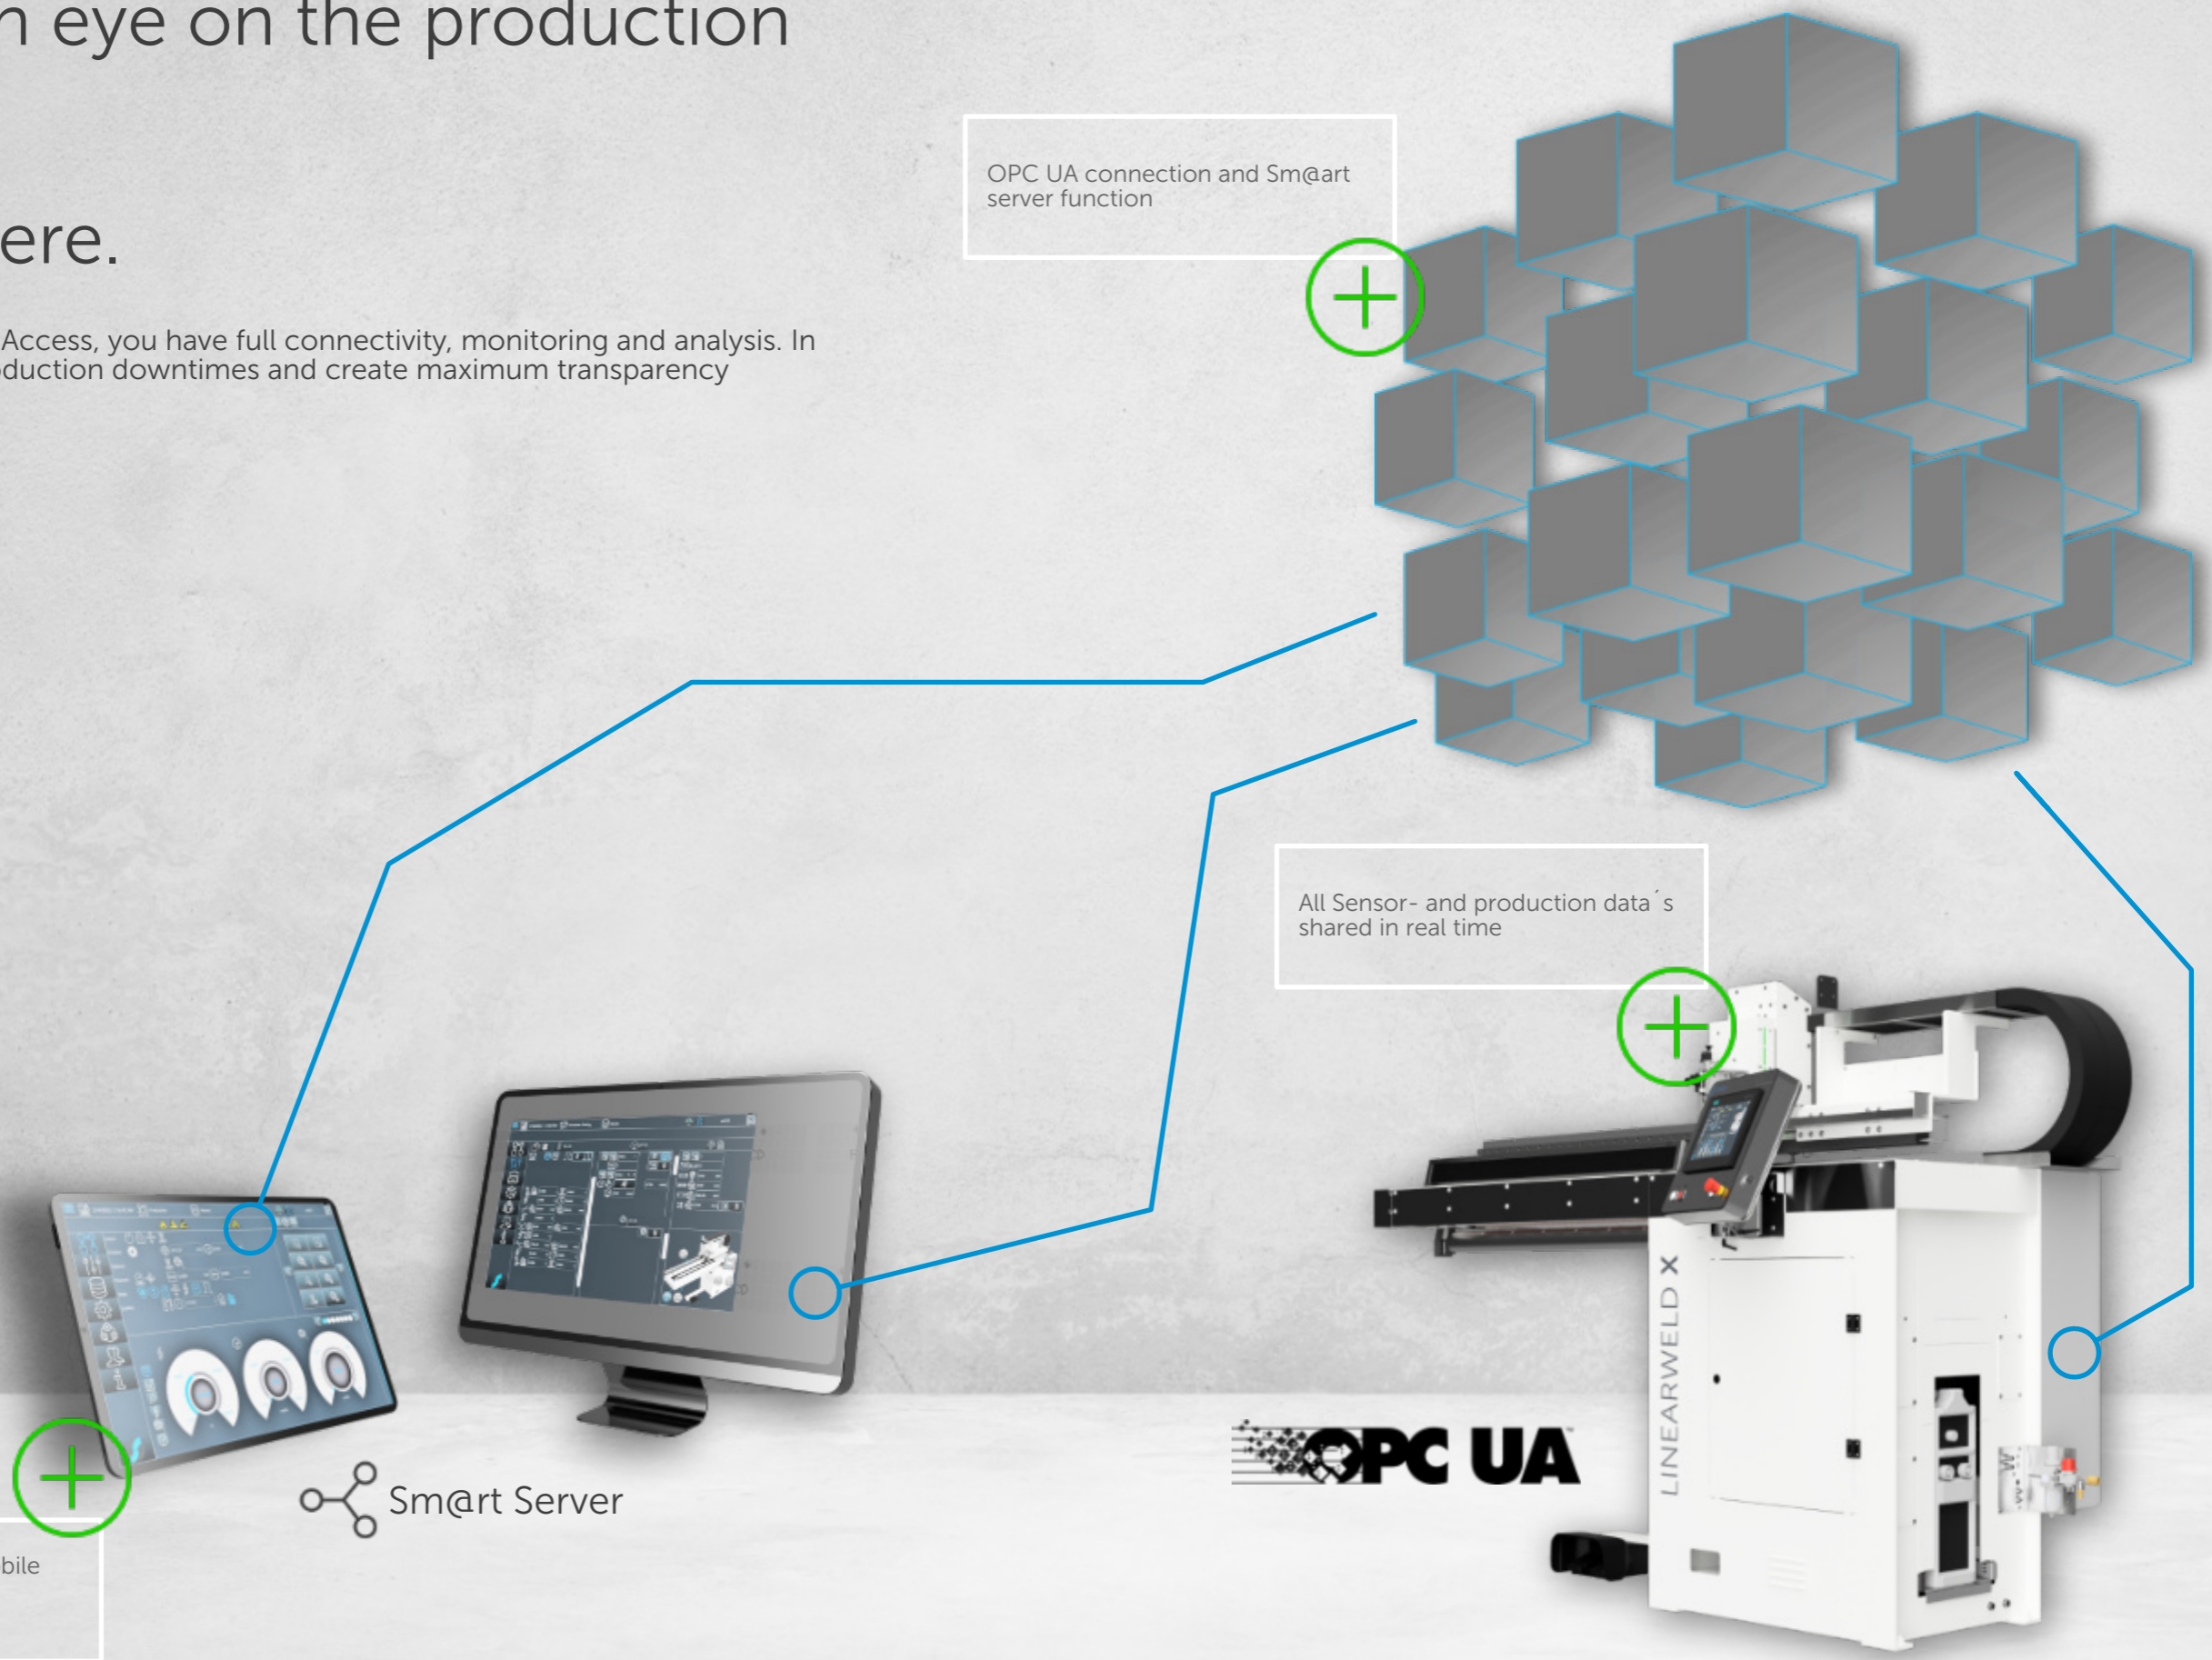 eye on the production
ere.
Access, you have full connectivity, monitoring and analysis. In
duction downtimes and create maximum transparency
OPC UA connection and Sm@art
server function
All Sensor- and production data´s
shared in real time
LINEARWELD X
OPC UA
Sm@rt Server
bile